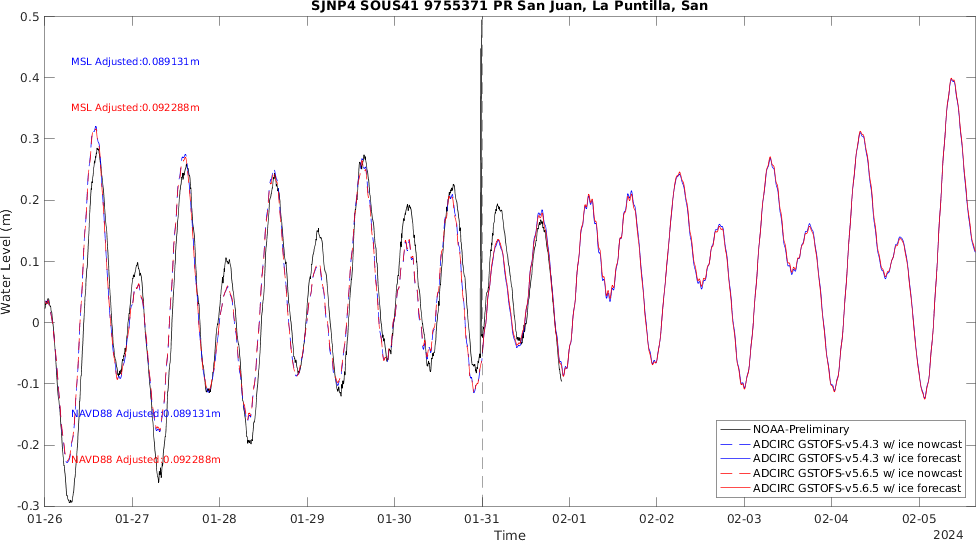 SJNP4 SOUS41 9755371 PR San Juan, La Puntilla, San
0.5
0.4
0.3
0.2
0.1
0
-0.1
-0.2
-0.3
Water Level (m)
MSL Adjusted:0.089131m
MSL Adjusted:0.092288m
NAVD88 Adjusted:0.089131m
NAVD88 Adjusted:0.092288m
NOAA-Preliminary
ADCIRC GSTOFS-v5.4.3 w/ ice nowcast
ADCIRC GSTOFS-v5.4.3 w/ ice forecast
ADCIRC GSTOFS-v5.6.5 w/ ice nowcast
ADCIRC GSTOFS-v5.6.5 w/ ice forecast
01-26 01-27 01-28 01-29 01-30 01-31 02-01 02-02 02-03 02-04 02-05
Time
2024